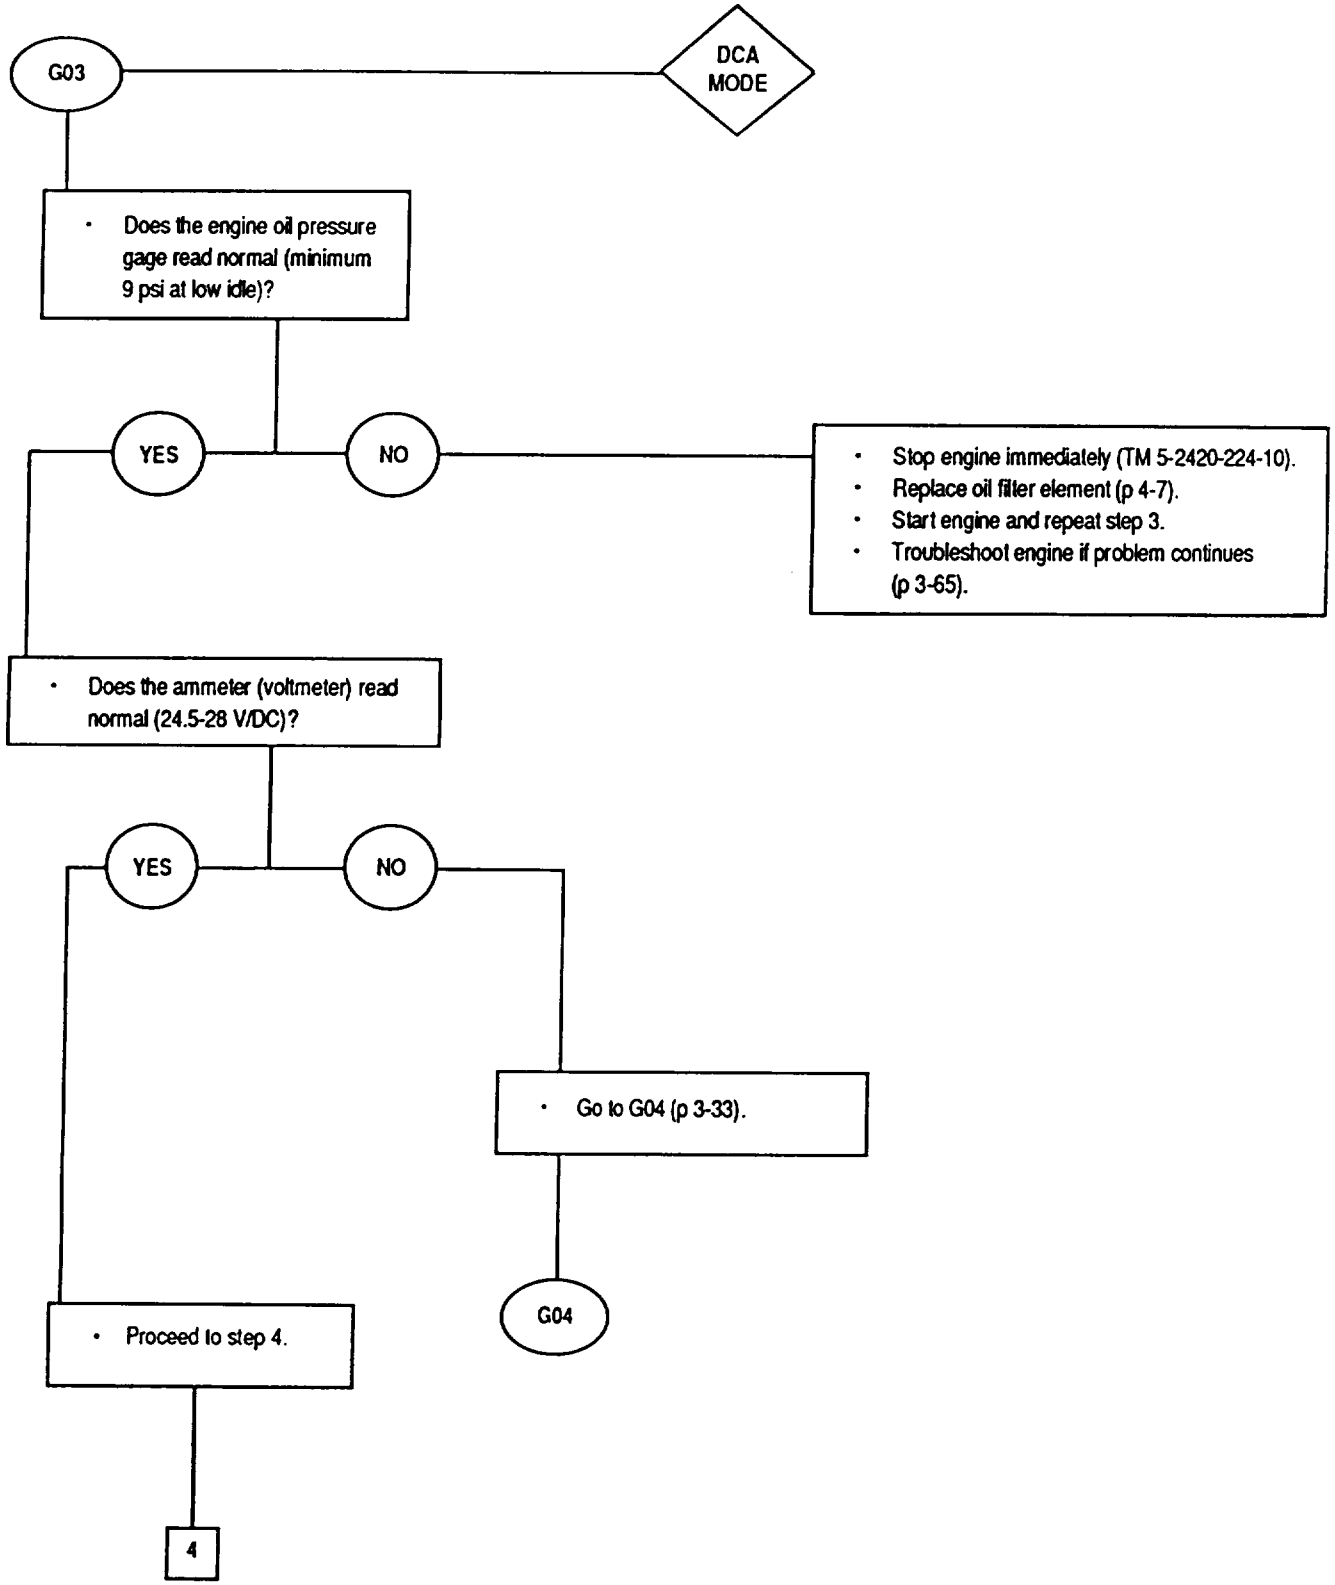 G03
DCA
MODE
· Does the engine oil pressure
gage read normal (minimum
9 psi at low idle)?
YES
NO
· Stop engine immediately (TM 5-2420-224-10).
· Replace oil filter element (p 4-7).
· Start engine and repeat step 3.
· Troubleshoot engine if problem continues
(p 3-65).
· Does the ammeter (voltmeter) read
normal (24.5-28 V/DC)?
YES
NO
· Go to G04 (p 3-33).
G04
· Proceed to step 4.
4